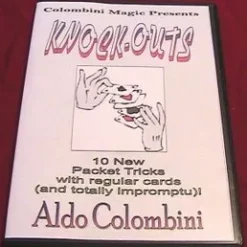 Colombini Magic Presents
KNOCK-OUTS
10 New
Packet Tricks
with regular cards
(and totally impromptu)!
Aldo Colombini